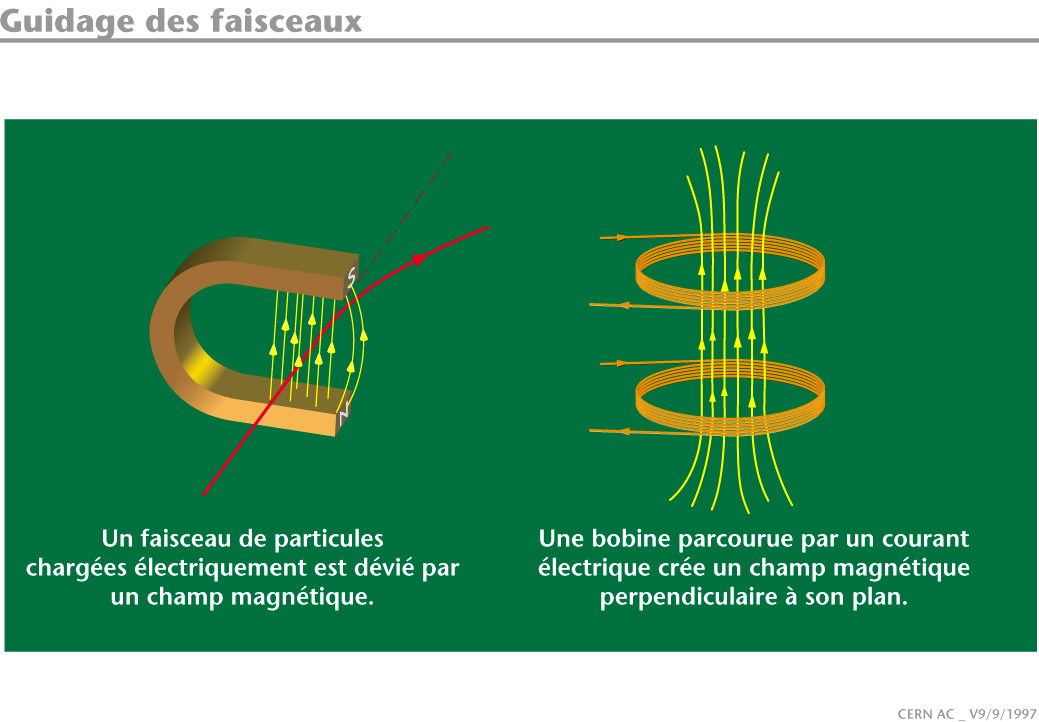 Guidage des faisceaux
S
N
Un faisceau de particules
chargées électriquement est dévié par
un champ magnétique.
Une bobine parcourue par un courant
électrique crée un champ magnétique
perpendiculaire à son plan.
CERN AC _ V9/9/1997